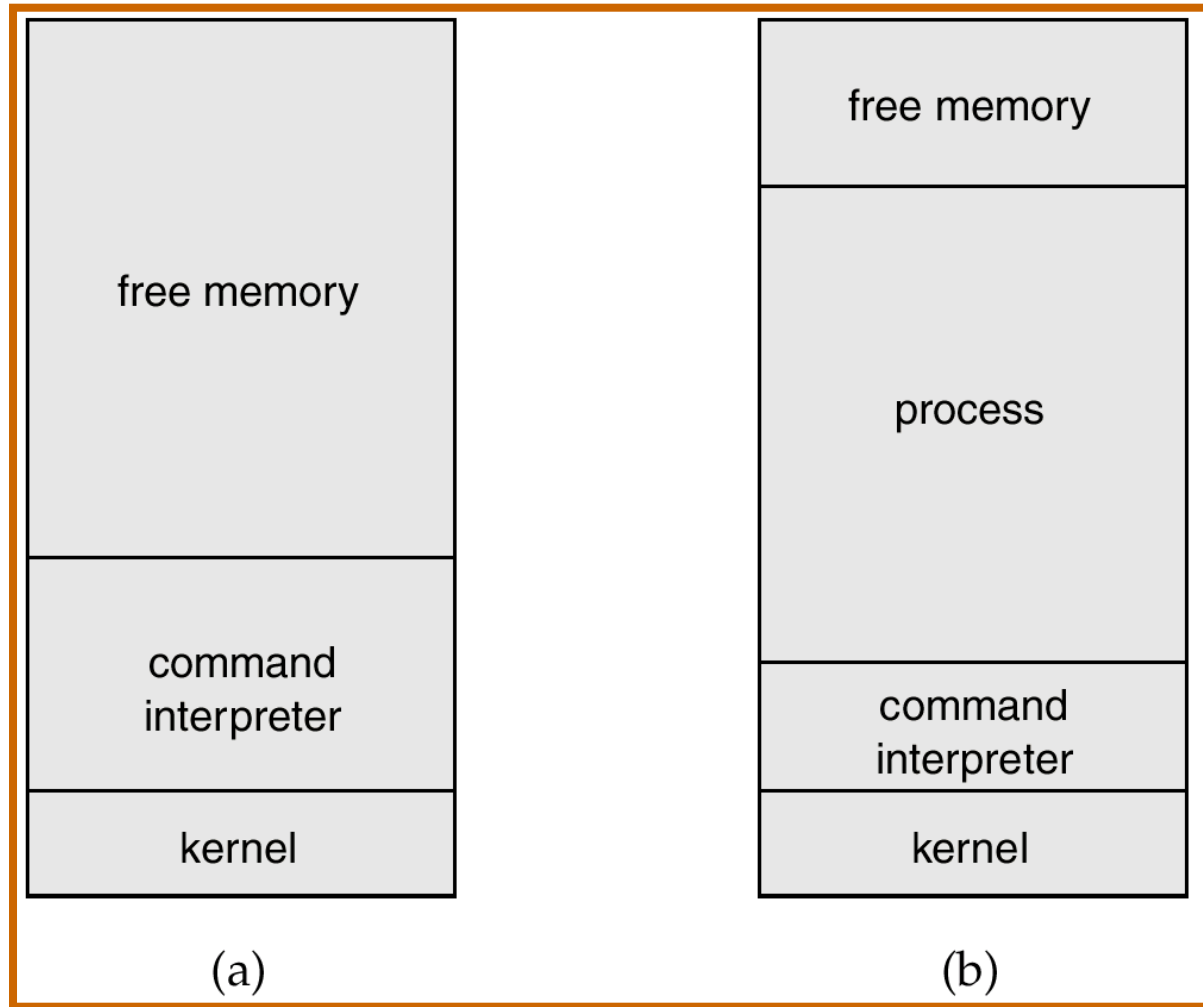 free memory
command
interpreter
kernel
(a)
free memory
process
command
interpreter
kernel
(b)